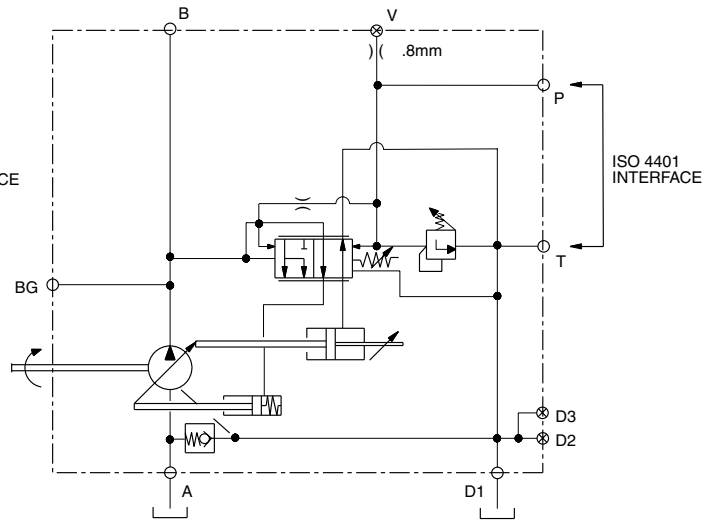 B
V
.8mm
P
CE
ISO 4401
INTERFACE
T
BG
D3
D2
A
D1